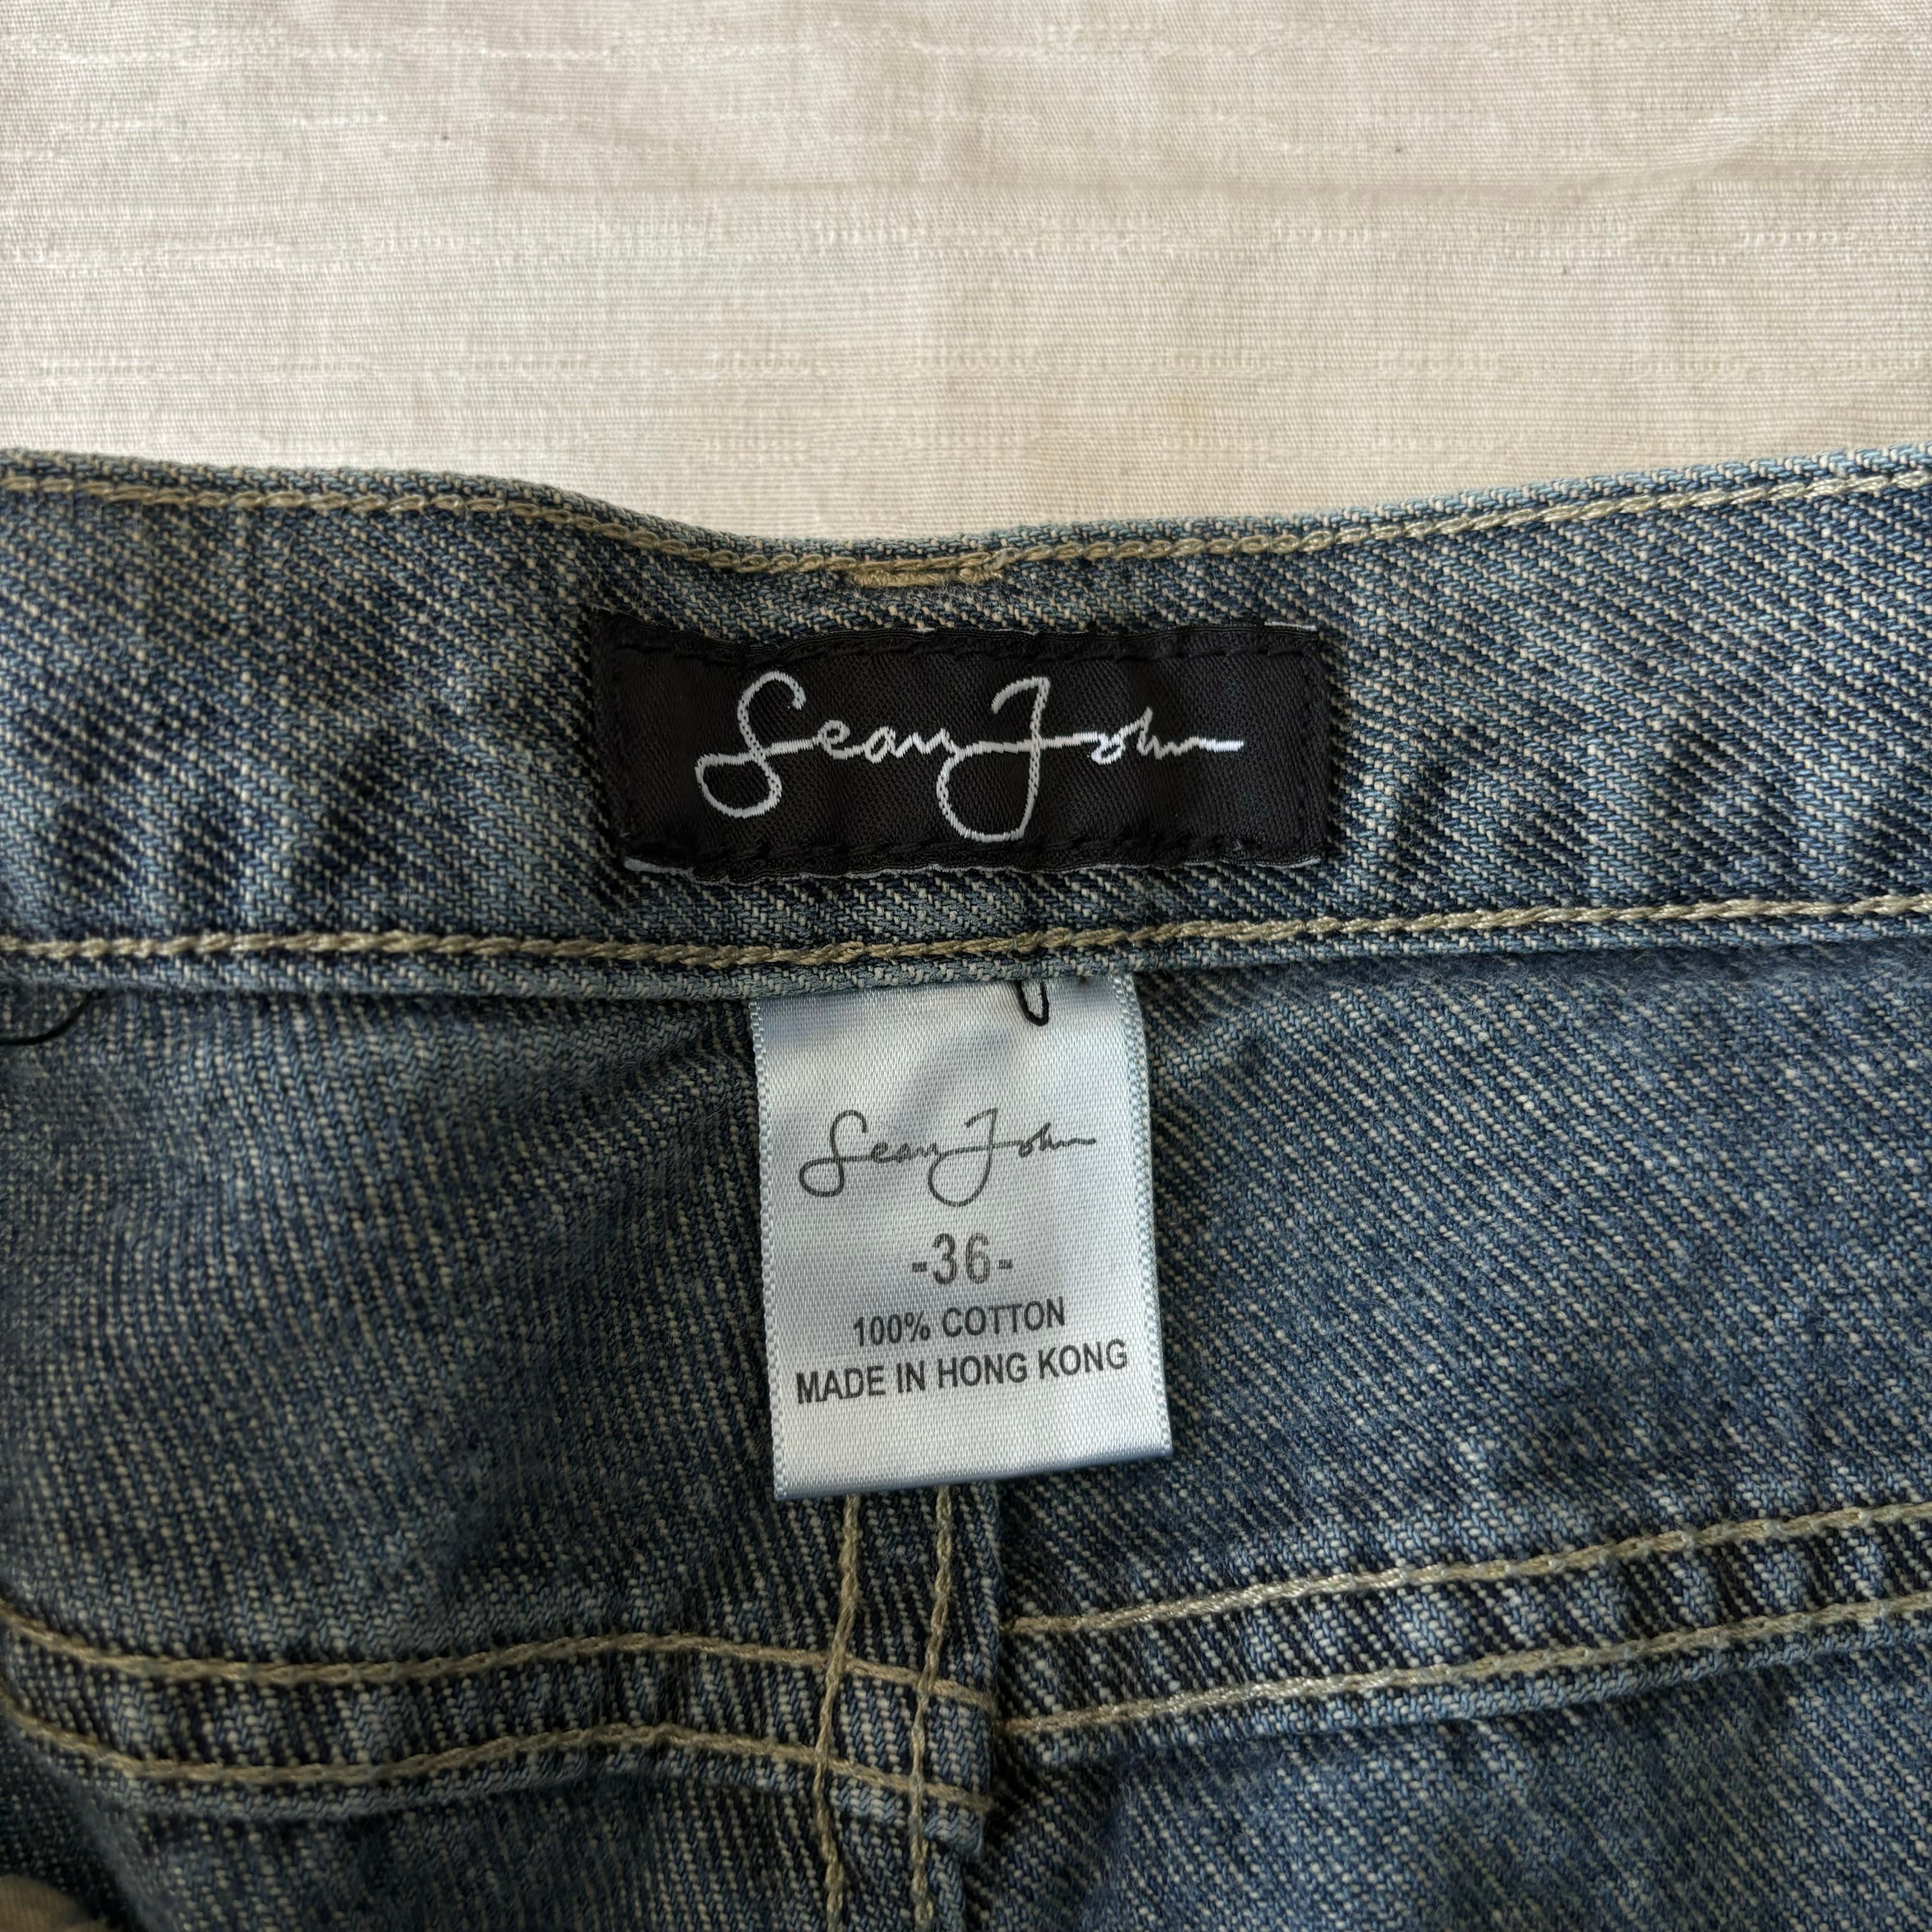 Sean John
Sean John
-36-
100% COTTON
MADE IN HONG KONG